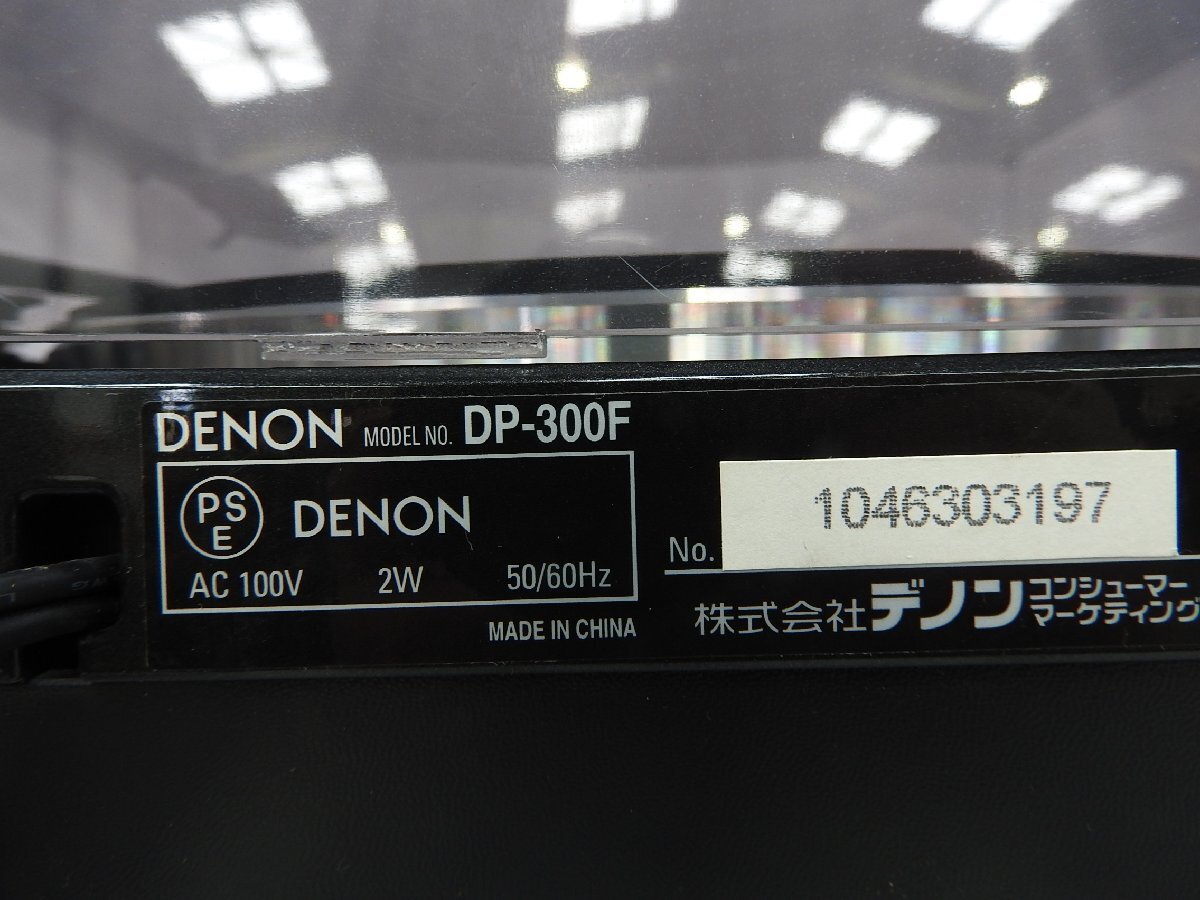 DENON MODEL NO. DP-300F
PSE DENON
AC 100V 2W 50/60Hz
MADE IN CHINA
No. 1046303197
株式会社デノン コンシューマー
マーケティング